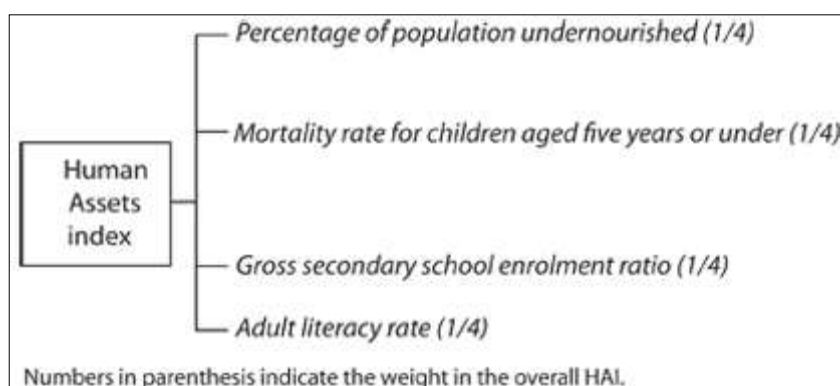 Percentage of population undernourished (1/4)
Mortality rate for children aged five years or under (1/4)
Human
Assets
index
Gross secondary school enrolment ratio (1/4)
Adult literacy rate (1/4)
Numbers in parenthesis indicate the weight in the overall HAI.